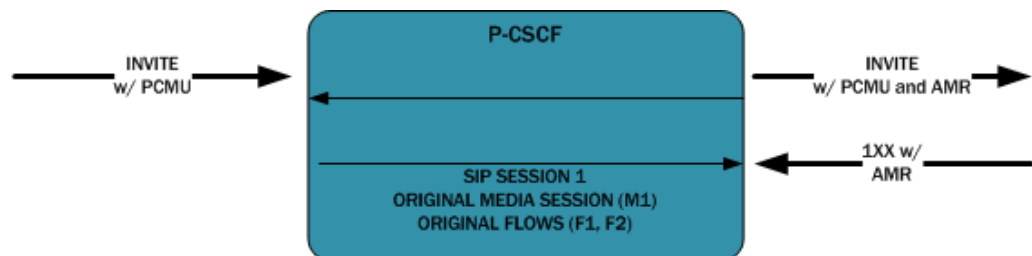 P-CSCF
INVITE
w/ PCMU
INVITE
w/ PCMU and AMR
1XX w/
AMR
SIP SESSION 1
ORIGINAL MEDIA SESSION (M1)
ORIGINAL FLOWS (F1, F2)